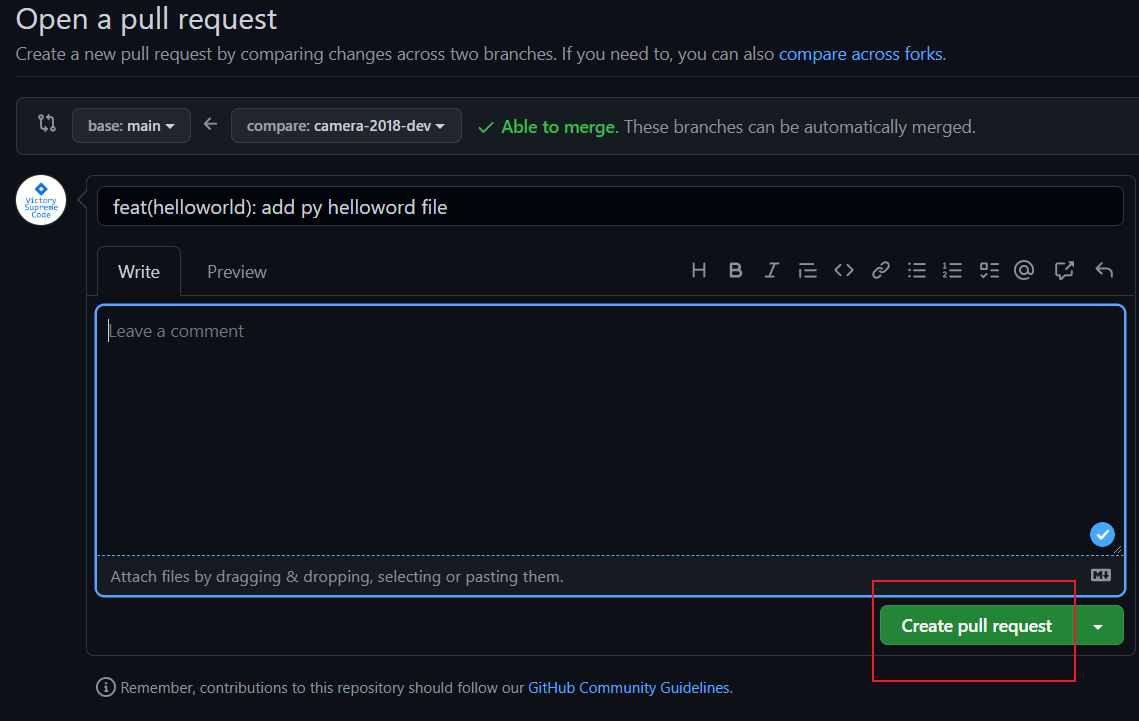 Open a pull request
Create a new pull request by comparing changes across two branches. If you need to, you can also compare across forks.
base: main
compare: camera-2018-dev
Able to merge. These branches can be automatically merged.
Victory
Supreme
Code
feat(helloworld): add py helloword file
Write
Preview
H B I
@
Leave a comment
Attach files by dragging & dropping, selecting or pasting them.
M
Create pull request
Remember, contributions to this repository should follow our GitHub Community Guidelines.